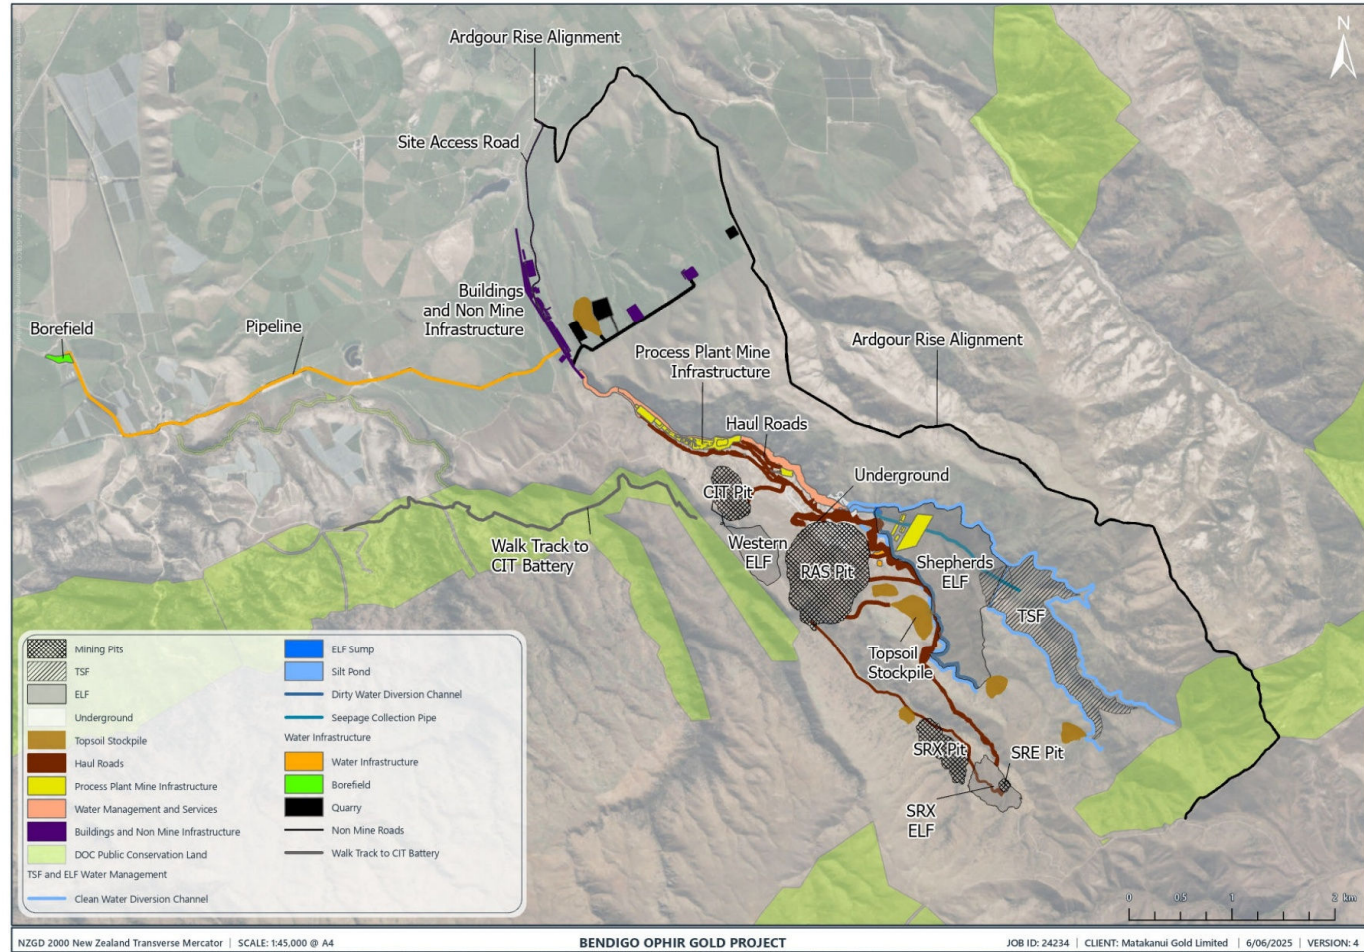 N
Ardgour Rise Alignment
Site Access Road
Buildings
and Non Mine
Infrastructure
Borefield
Pipeline
Process Plant Mine
Infrastructure
Ardgour Rise Alignment
Haul Roads
Underground
CIT Pit
Walk Track to
CIT Battery
Western
ELF
RAS Pit
Shepherds
ELF
TSF
Topsoil
Stockpile
SRX Pit
SRE Pit
SRX
ELF
Mining Pits
TSF
ELF
Underground
Topsoil Stockpile
Haul Roads
Process Plant Mine Infrastructure
Water Management and Services
Buildings and Non Mine Infrastructure
DOC Public Conservation Land
TSF and ELF Water Management
Clean Water Diversion Channel
ELF Sump
Silt Pond
Dirty Water Diversion Channel
Seepage Collection Pipe
Water Infrastructure
Water Infrastructure
Borefield
Quarry
Non Mine Roads
Walk Track to CIT Battery
0 0.5 1 2 km
NZGD 2000 New Zealand Transverse Mercator | SCALE: 1:45,000 @ A4
BENDIGO OPHIR GOLD PROJECT
JOB ID: 24234 | CLIENT: Matakanui Gold Limited | 6/06/2025 | VERSION: 4